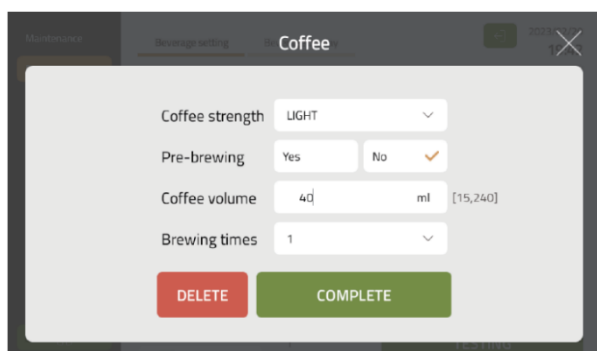 Maintenance
Beverage setting
Coffee
Coffee strength LIGHT
Pre-brewing Yes No
Coffee volume 40 ml [15,240]
Brewing times 1
DELETE COMPLETE
TESTING